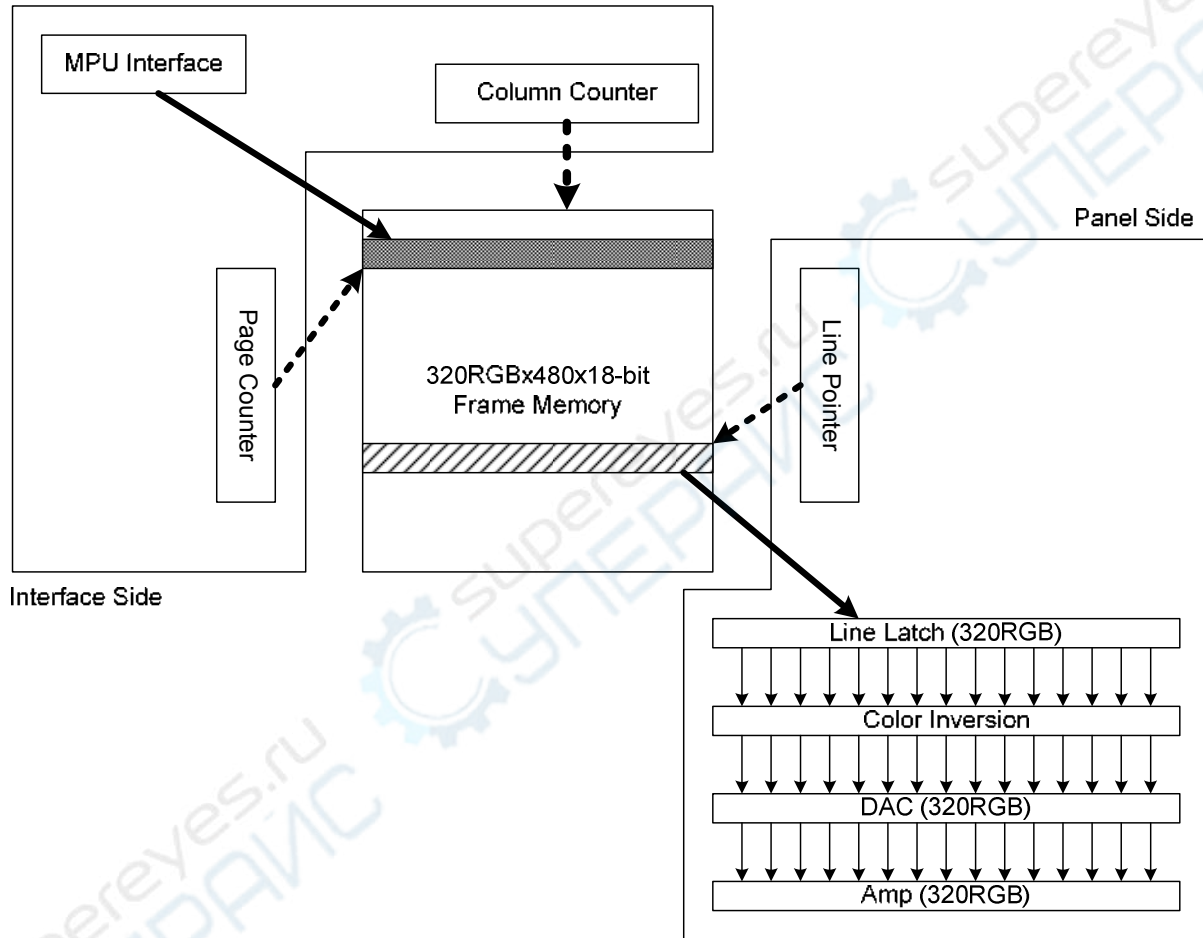 MPU Interface
Column Counter
Panel Side
Page Counter
Line Pointer
320RGBx480x18-bit
Frame Memory
Interface Side
Line Latch (320RGB)
Color Inversion
DAC (320RGB)
Amp (320RGB)
supereyes.ru
СУПЕРАЙС